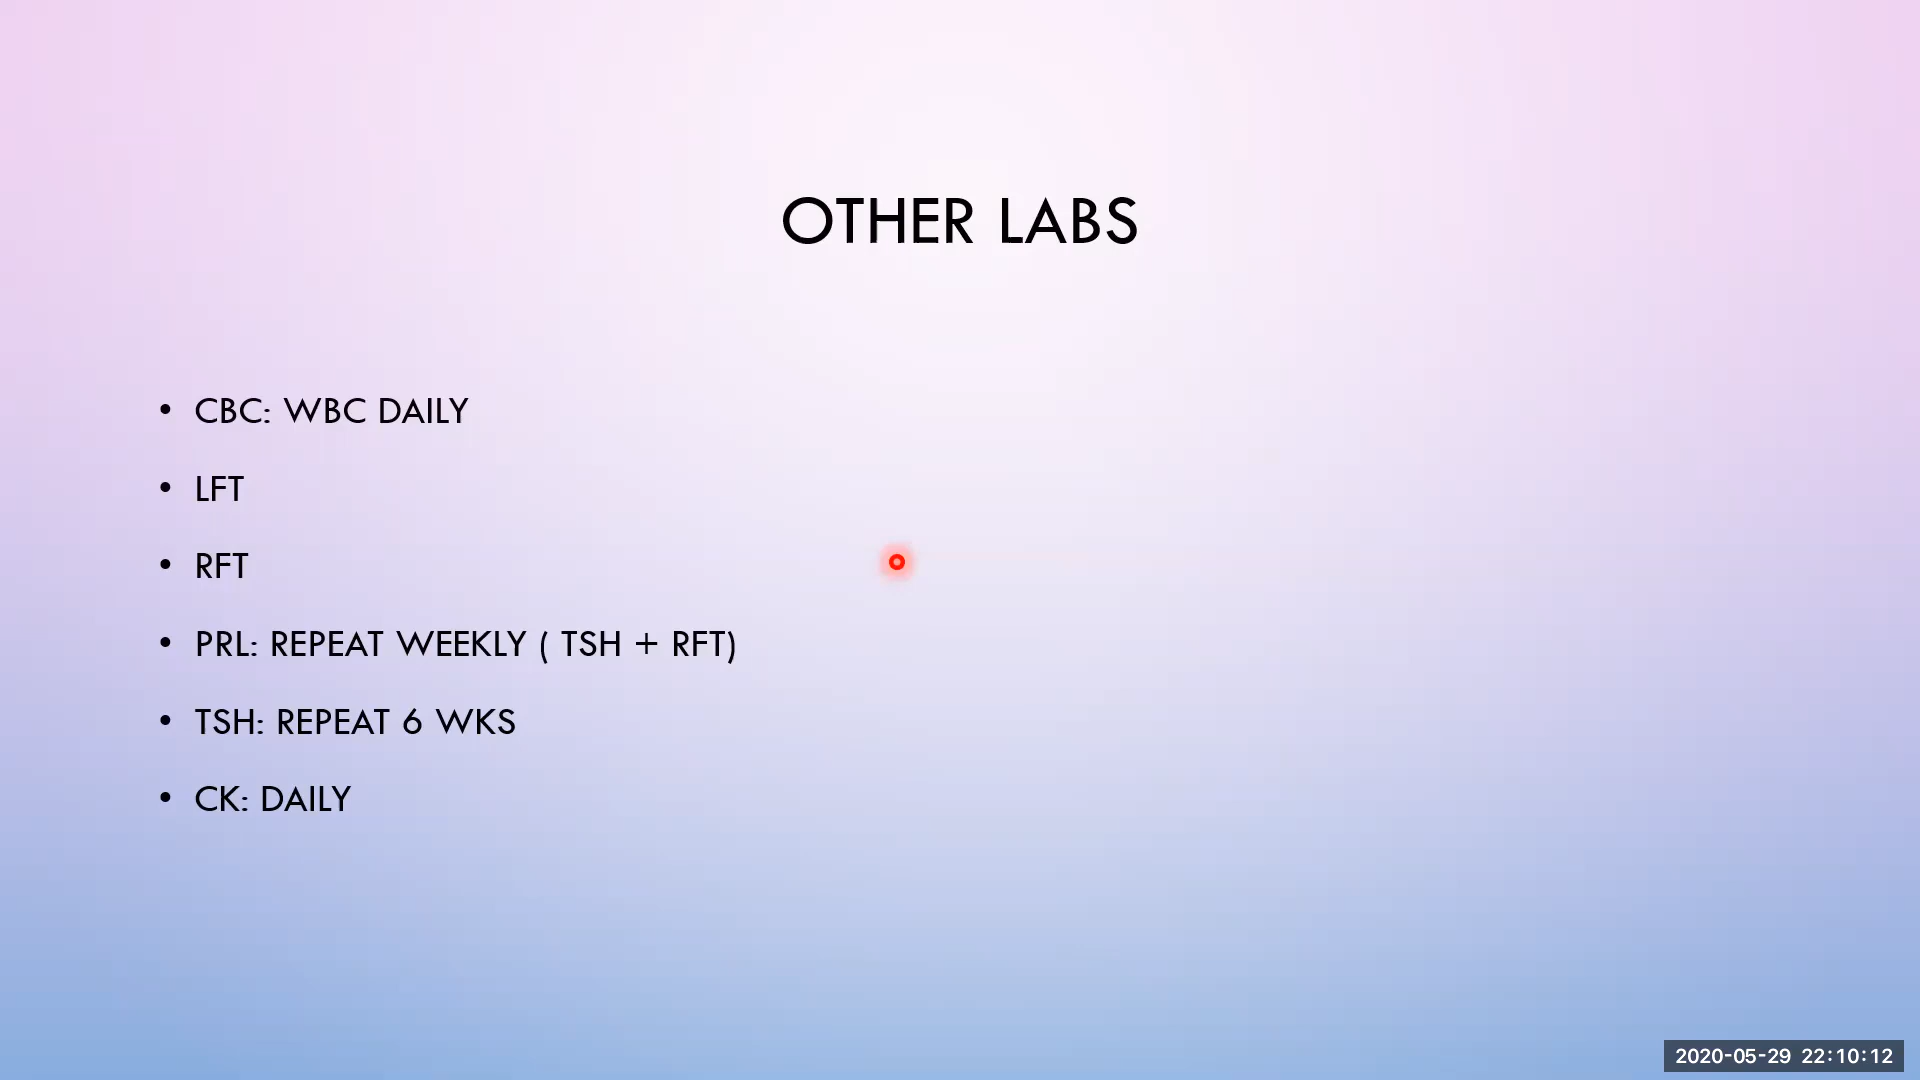 OTHER LABS
• CBC: WBC DAILY
• LFT
• RFT
• PRL: REPEAT WEEKLY ( TSH + RFT)
• TSH: REPEAT 6 WKS
• CK: DAILY
2020-05-29 22:10:12